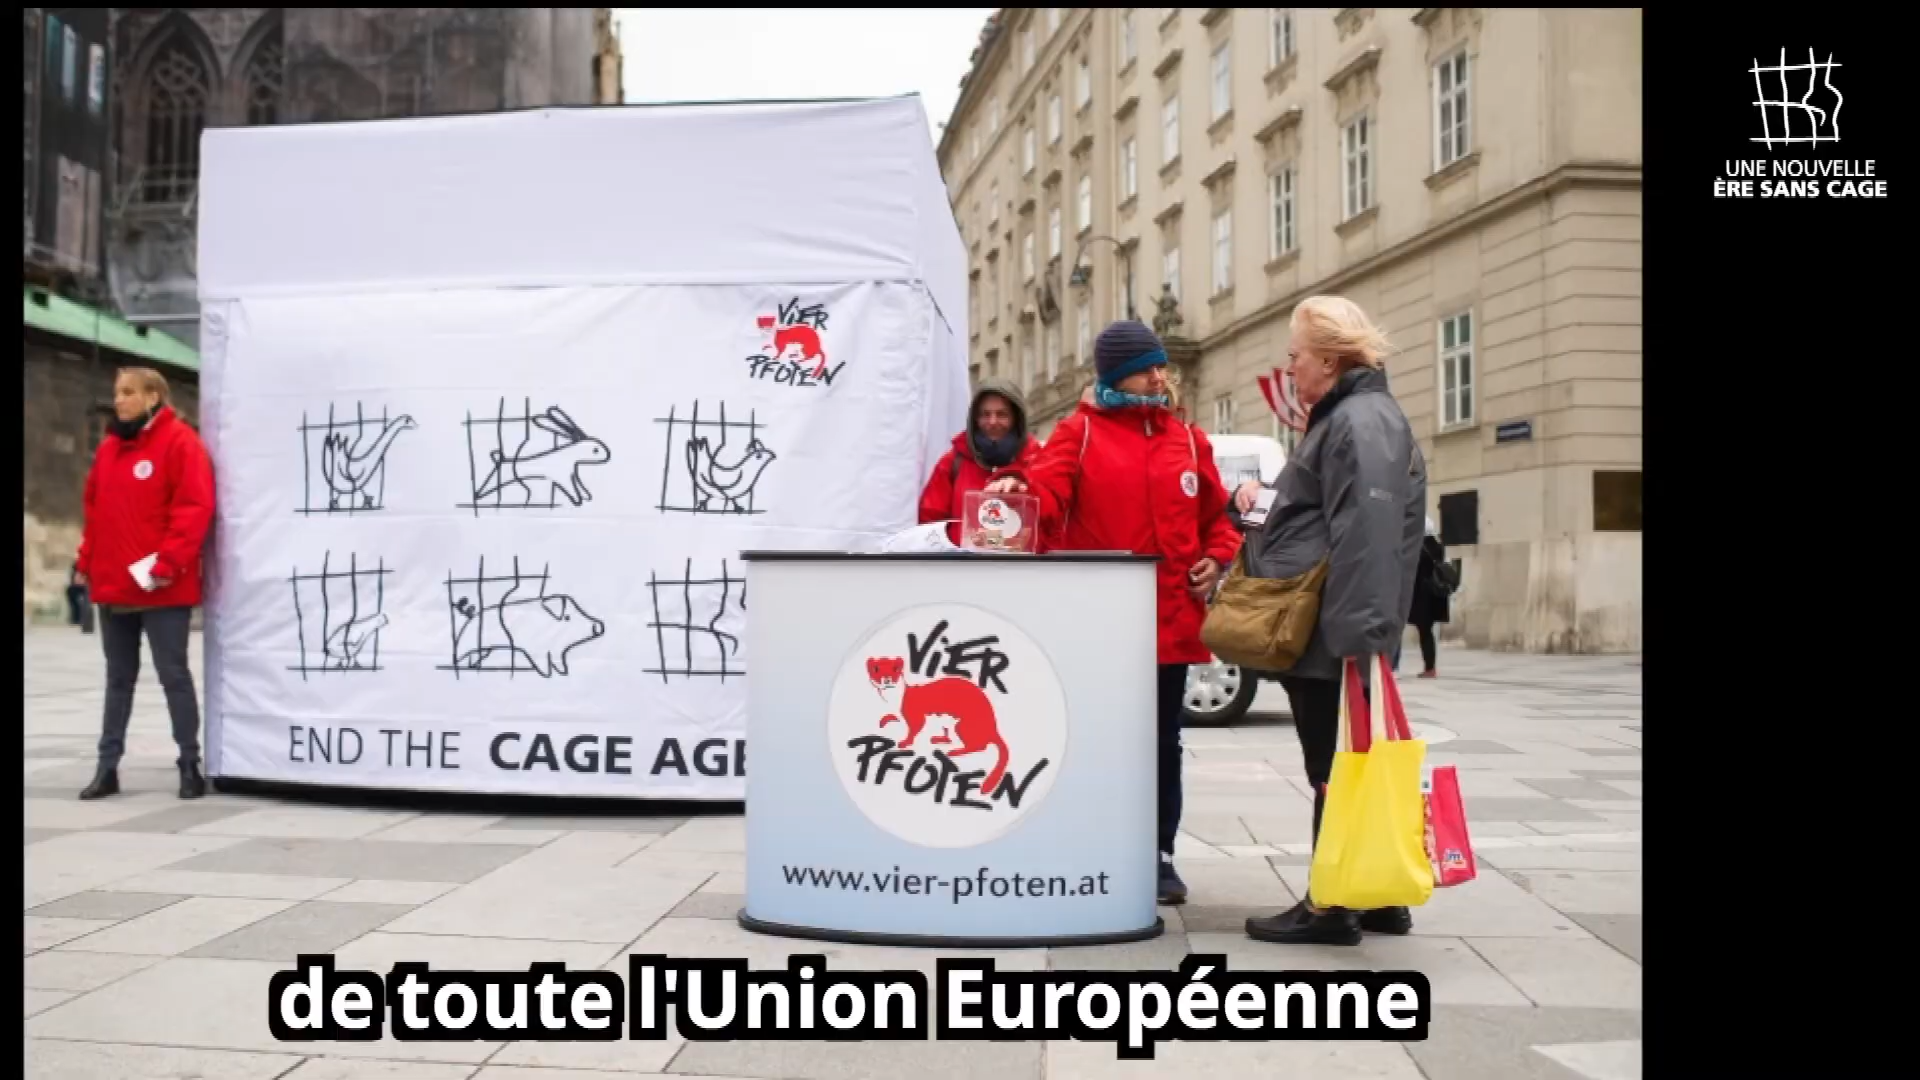 UNE NOUVELLE
ÈRE SANS CAGE
VIER
PFOTEN
END THE CAGE AGE
VIER
PFOTEN
www.vier-pfoten.at
de toute l'Union Européenne